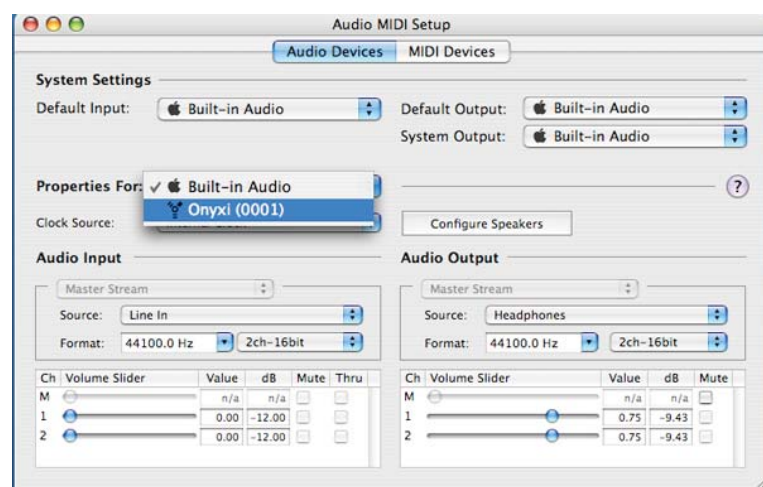 Audio MIDI Setup
Audio Devices MIDI Devices
System Settings
Default Input: Built-in Audio
Default Output: Built-in Audio
System Output: Built-in Audio
Properties For: ✓ Built-in Audio ?
Onyxi (0001)
Clock Source:
Configure Speakers
Audio Input
Master Stream
Source: Line In
Format: 44100.0 Hz 2ch-16bit
Ch Volume Slider Value dB Mute Thru
M n/a n/a
1 0.00 -12.00
2 0.00 -12.00
Audio Output
Master Stream
Source: Headphones
Format: 44100.0 Hz 2ch-16bit
Ch Volume Slider Value dB Mute
M n/a n/a
1 0.75 -9.43
2 0.75 -9.43